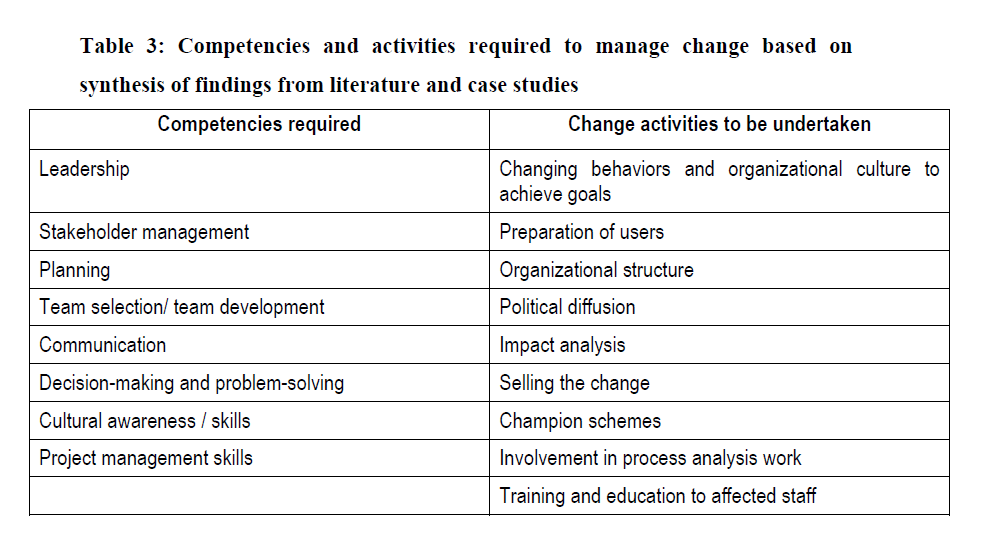 Table 3: Competencies and activities required to manage change based on
synthesis of findings from literature and case studies
Competencies required
Change activities to be undertaken
Leadership
Changing behaviors and organizational culture to
achieve goals
Stakeholder management
Preparation of users
Planning
Organizational structure
Team selection/ team development
Political diffusion
Communication
Impact analysis
Decision-making and problem-solving
Selling the change
Cultural awareness / skills
Champion schemes
Project management skills
Involvement in process analysis work
Training and education to affected staff